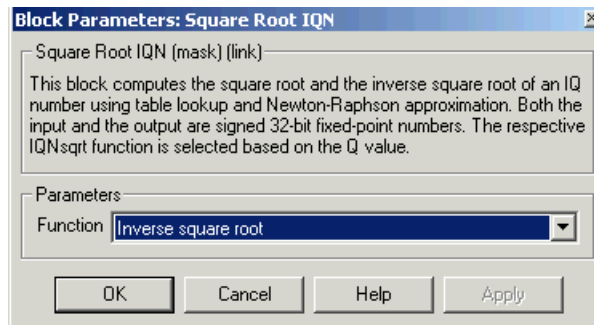 Block Parameters: Square Root IQN
Square Root IQN (mask) (link)
This block computes the square root and the inverse square root of an IQ
number using table lookup and Newton-Raphson approximation. Both the
input and the output are signed 32-bit fixed-point numbers. The respective
IQNsqrt function is selected based on the Q value.
Parameters
Function Inverse square root
OK Cancel Help Apply